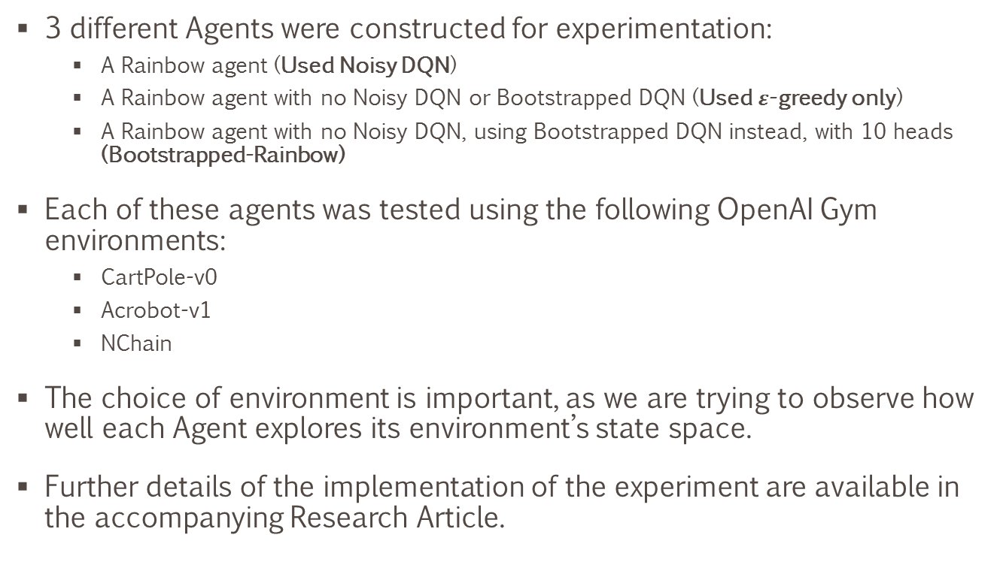 ▪ 3 different Agents were constructed for experimentation:
▪ A Rainbow agent (Used Noisy DQN)
▪ A Rainbow agent with no Noisy DQN or Bootstrapped DQN (Used ε-greedy only)
▪ A Rainbow agent with no Noisy DQN, using Bootstrapped DQN instead, with 10 heads
(Bootstrapped-Rainbow)
▪ Each of these agents was tested using the following OpenAI Gym
environments:
▪ CartPole-v0
▪ Acrobot-v1
▪ NChain
▪ The choice of environment is important, as we are trying to observe how
well each Agent explores its environment’s state space.
▪ Further details of the implementation of the experiment are available in
the accompanying Research Article.